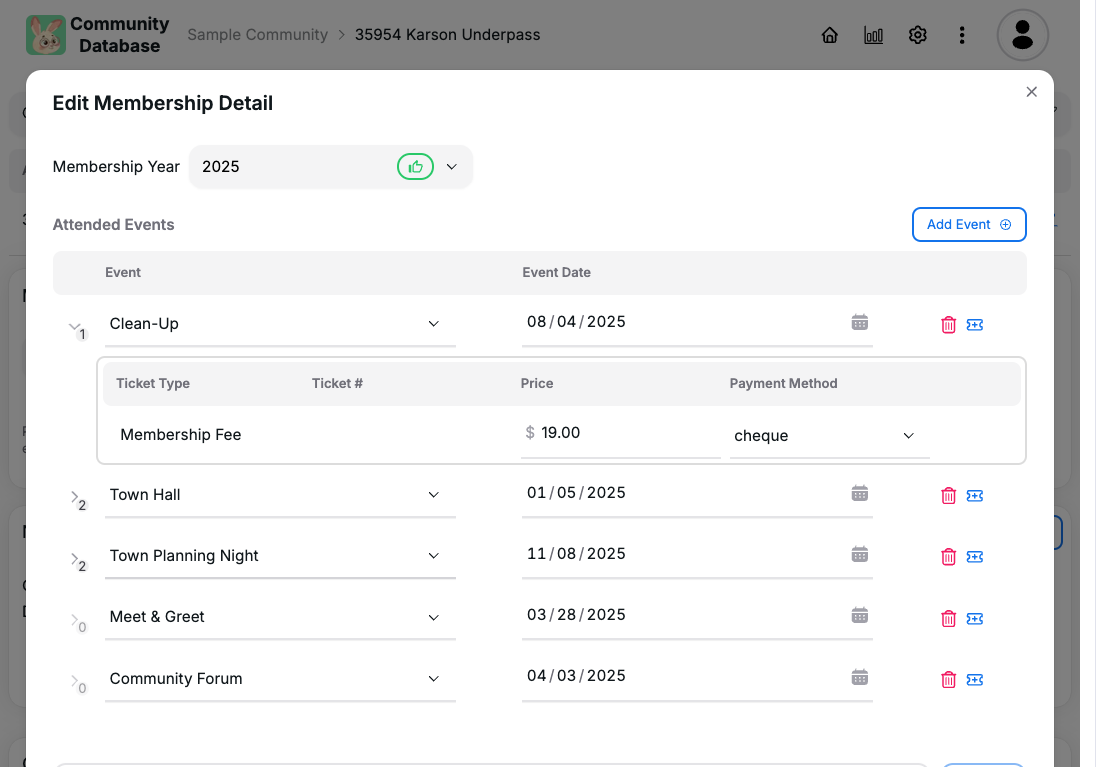 Community
Database
Sample Community > 35954 Karson Underpass
Edit Membership Detail
Membership Year 2025
Attended Events
Add Event
Event Event Date
1 Clean-Up 08/04/2025
Ticket Type Ticket # Price Payment Method
Membership Fee $ 19.00 cheque
2 Town Hall 01/05/2025
2 Town Planning Night 11/08/2025
0 Meet & Greet 03/28/2025
0 Community Forum 04/03/2025